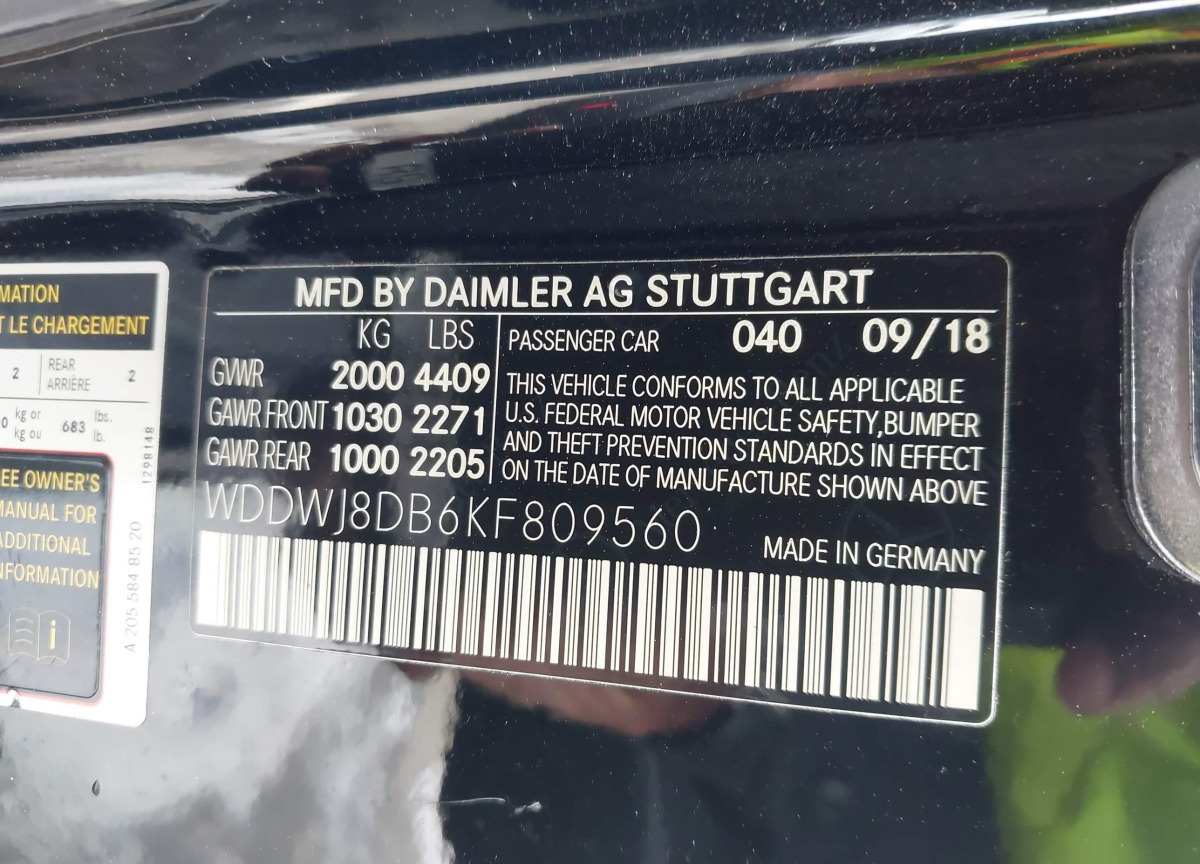 MATION
T LE CHARGEMENT
2 REAR ARRIÈRE 2
0 kg or kg ou 683 lbs. lb.
EE OWNER'S
MANUAL FOR
ADDITIONAL
NFORMATION
i
A 205 584 85 20
1298148
MFD BY DAIMLER AG STUTTGART
KG LBS
GVWR 2000 4409
GAWR FRONT 1030 2271
GAWR REAR 1000 2205
PASSENGER CAR 040 09/18
THIS VEHICLE CONFORMS TO ALL APPLICABLE
U.S. FEDERAL MOTOR VEHICLE SAFETY,BUMPER
AND THEFT PREVENTION STANDARDS IN EFFECT
ON THE DATE OF MANUFACTURE SHOWN ABOVE
WDDWJ8DB6KF809560
MADE IN GERMANY